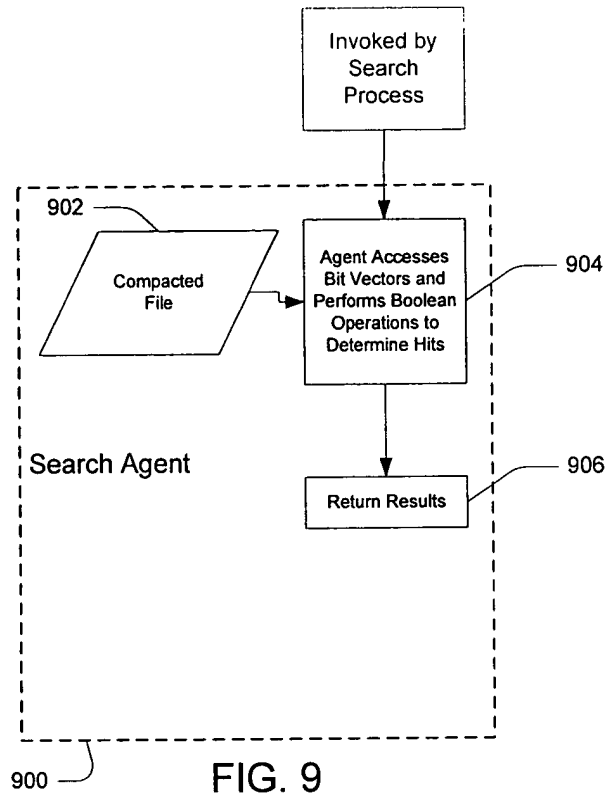 Invoked by
Search
Process
902
Compacted
File
Agent Accesses
Bit Vectors and
Performs Boolean
Operations to
Determine Hits
904
Search Agent
906
Return Results
900
FIG. 9